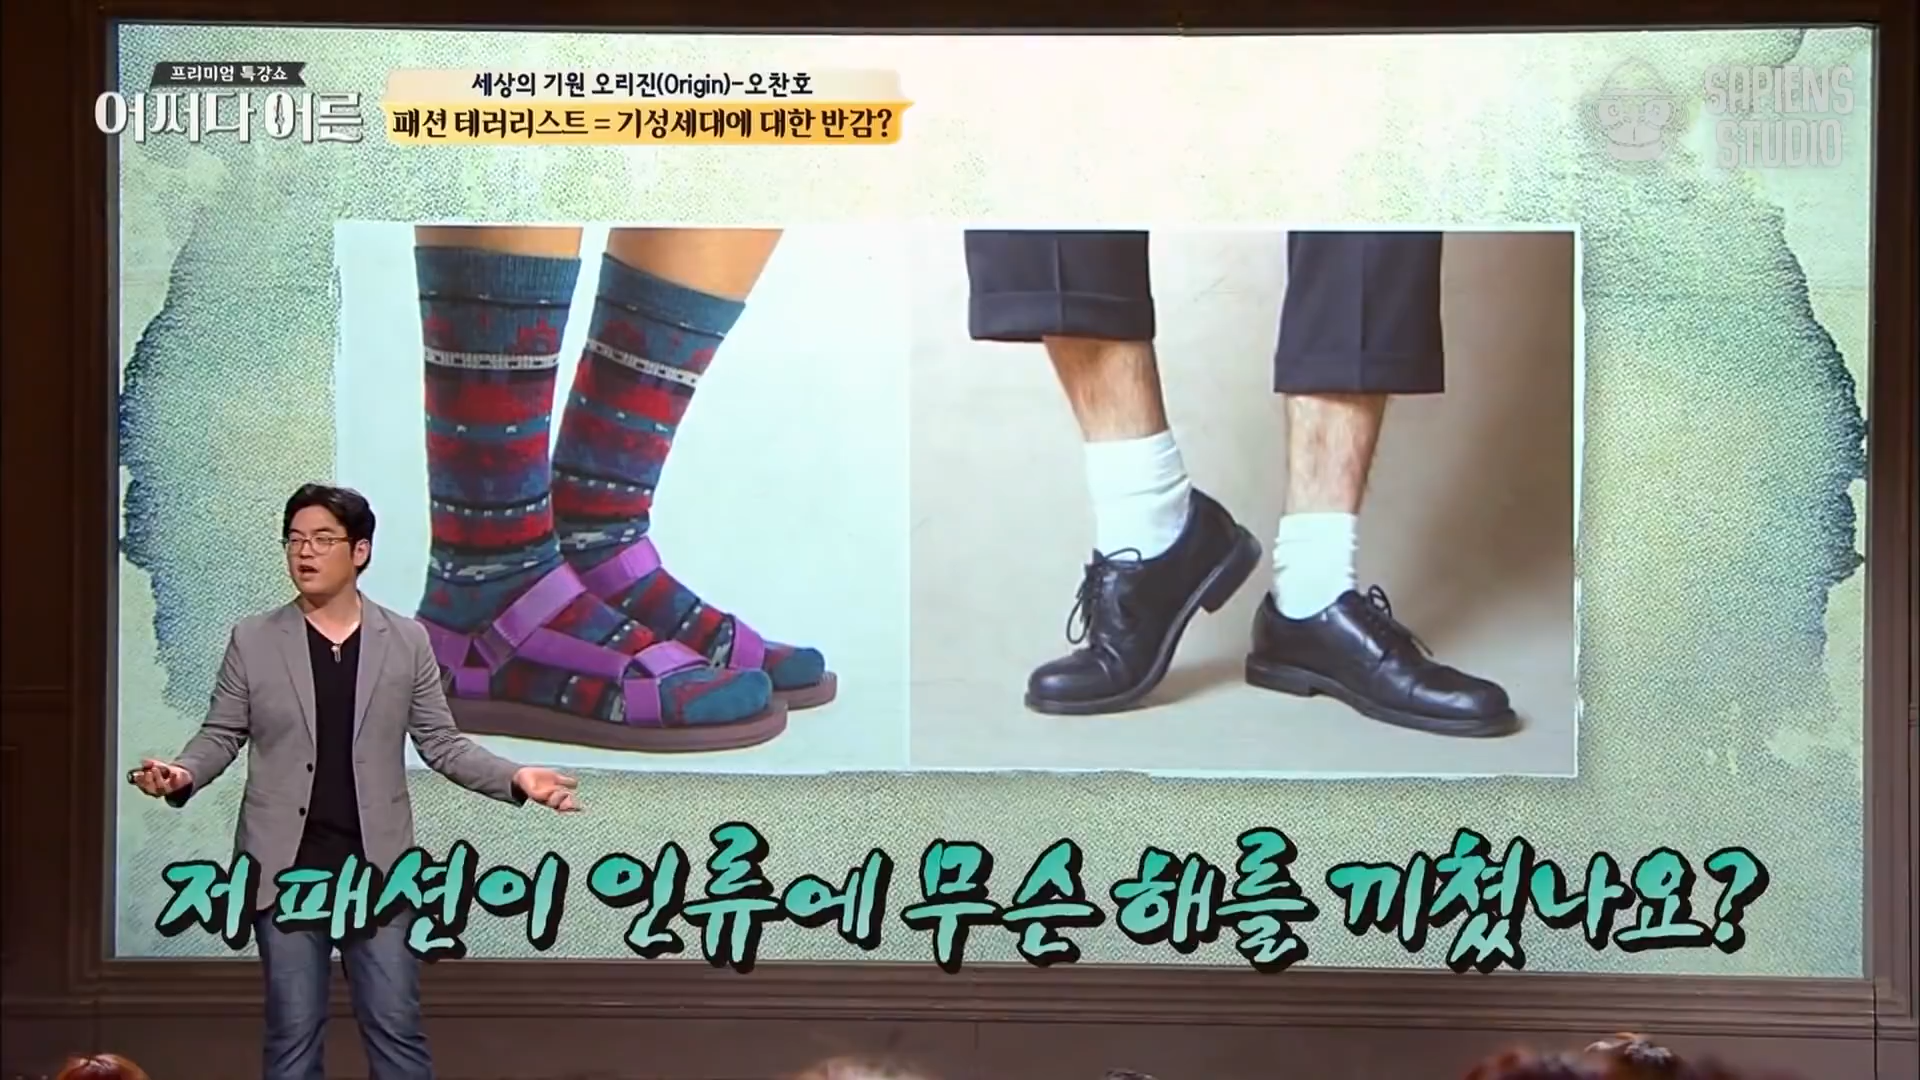 프리미엄 특강쇼
어쩌다 어른
세상의 기원 오리진(Origin)-오찬호
패션 테러리스트 = 기성세대에 대한 반감?
SAPIENS
STUDIO
저 패션이 인류에 무슨 해를 끼쳤나요?